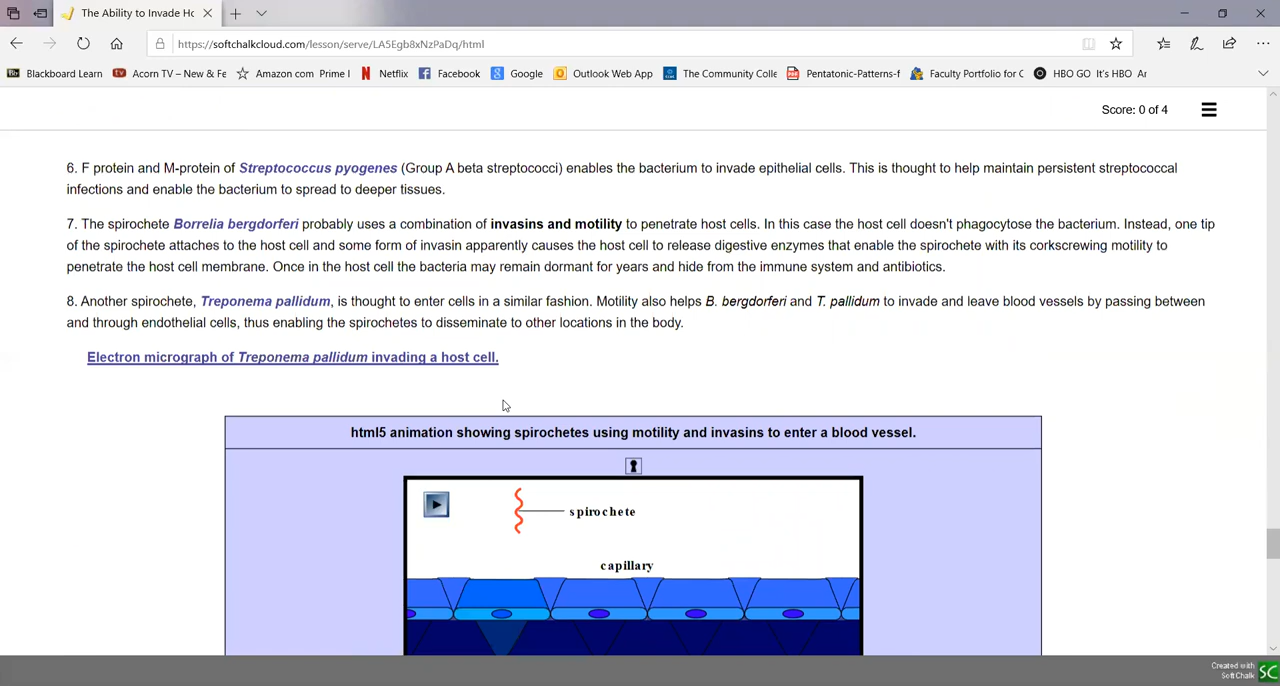 The Ability to Invade Ho
https://softchalkcloud.com/lesson/serve/LA5Egb8xNzPaDq/html
Blackboard Learn Acorn TV – New & Fe Amazon com Prime I Netflix Facebook Google Outlook Web App The Community Colle Pentatonic-Patterns-f Faculty Portfolio for C HBO GO It's HBO Ar
Score: 0 of 4
6. F protein and M-protein of Streptococcus pyogenes (Group A beta streptococci) enables the bacterium to invade epithelial cells. This is thought to help maintain persistent streptococcal
infections and enable the bacterium to spread to deeper tissues.
7. The spirochete Borrelia bergdorferi probably uses a combination of invasins and motility to penetrate host cells. In this case the host cell doesn't phagocytose the bacterium. Instead, one tip
of the spirochete attaches to the host cell and some form of invasin apparently causes the host cell to release digestive enzymes that enable the spirochete with its corkscrewing motility to
penetrate the host cell membrane. Once in the host cell the bacteria may remain dormant for years and hide from the immune system and antibiotics.
8. Another spirochete, Treponema pallidum, is thought to enter cells in a similar fashion. Motility also helps B. bergdorferi and T. pallidum to invade and leave blood vessels by passing between
and through endothelial cells, thus enabling the spirochetes to disseminate to other locations in the body.
Electron micrograph of Treponema pallidum invading a host cell.
html5 animation showing spirochetes using motility and invasins to enter a blood vessel.
spirochete
capillary
Created with
SoftChalk
SC